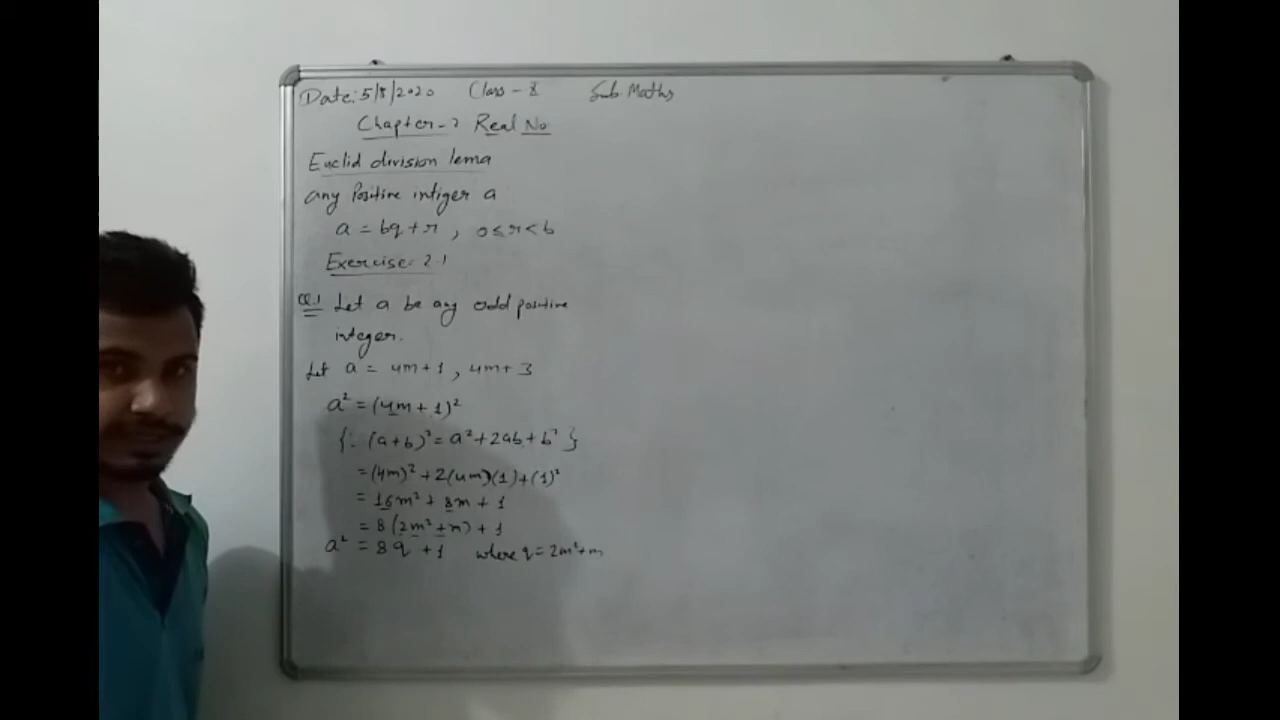 Date: 5/8/2020 Class - 8 Sub. Maths
Chapter - 2 Real No.
Euclid division lema
any Positive intiger a
a = bq + r, 0 ≤ r < b
Exercise: 2.1
Q.1 Let a be any odd positive
integer.
Let a = 4m + 1, 4m + 3
a² = (4m + 1)²
{∵ (a + b)² = a² + 2ab + b²}
= (4m)² + 2(4m)(1) + (1)²
= 16m² + 8m + 1
= 8(2m² + m) + 1
a² = 8q + 1 where q = 2m² + m